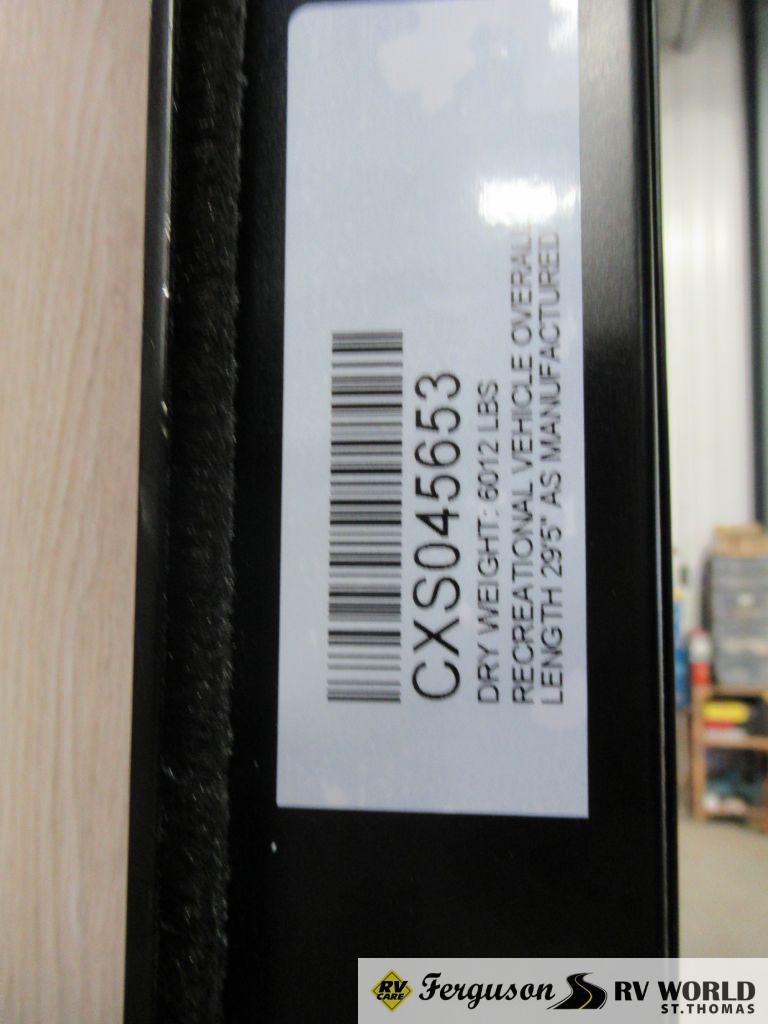 CXS045653
DRY WEIGHT: 6012 LBS
RECREATIONAL VEHICLE OVERALL
LENGTH 29'5" AS MANUFACTURED
RV CARE
Ferguson RV WORLD
ST.THOMAS